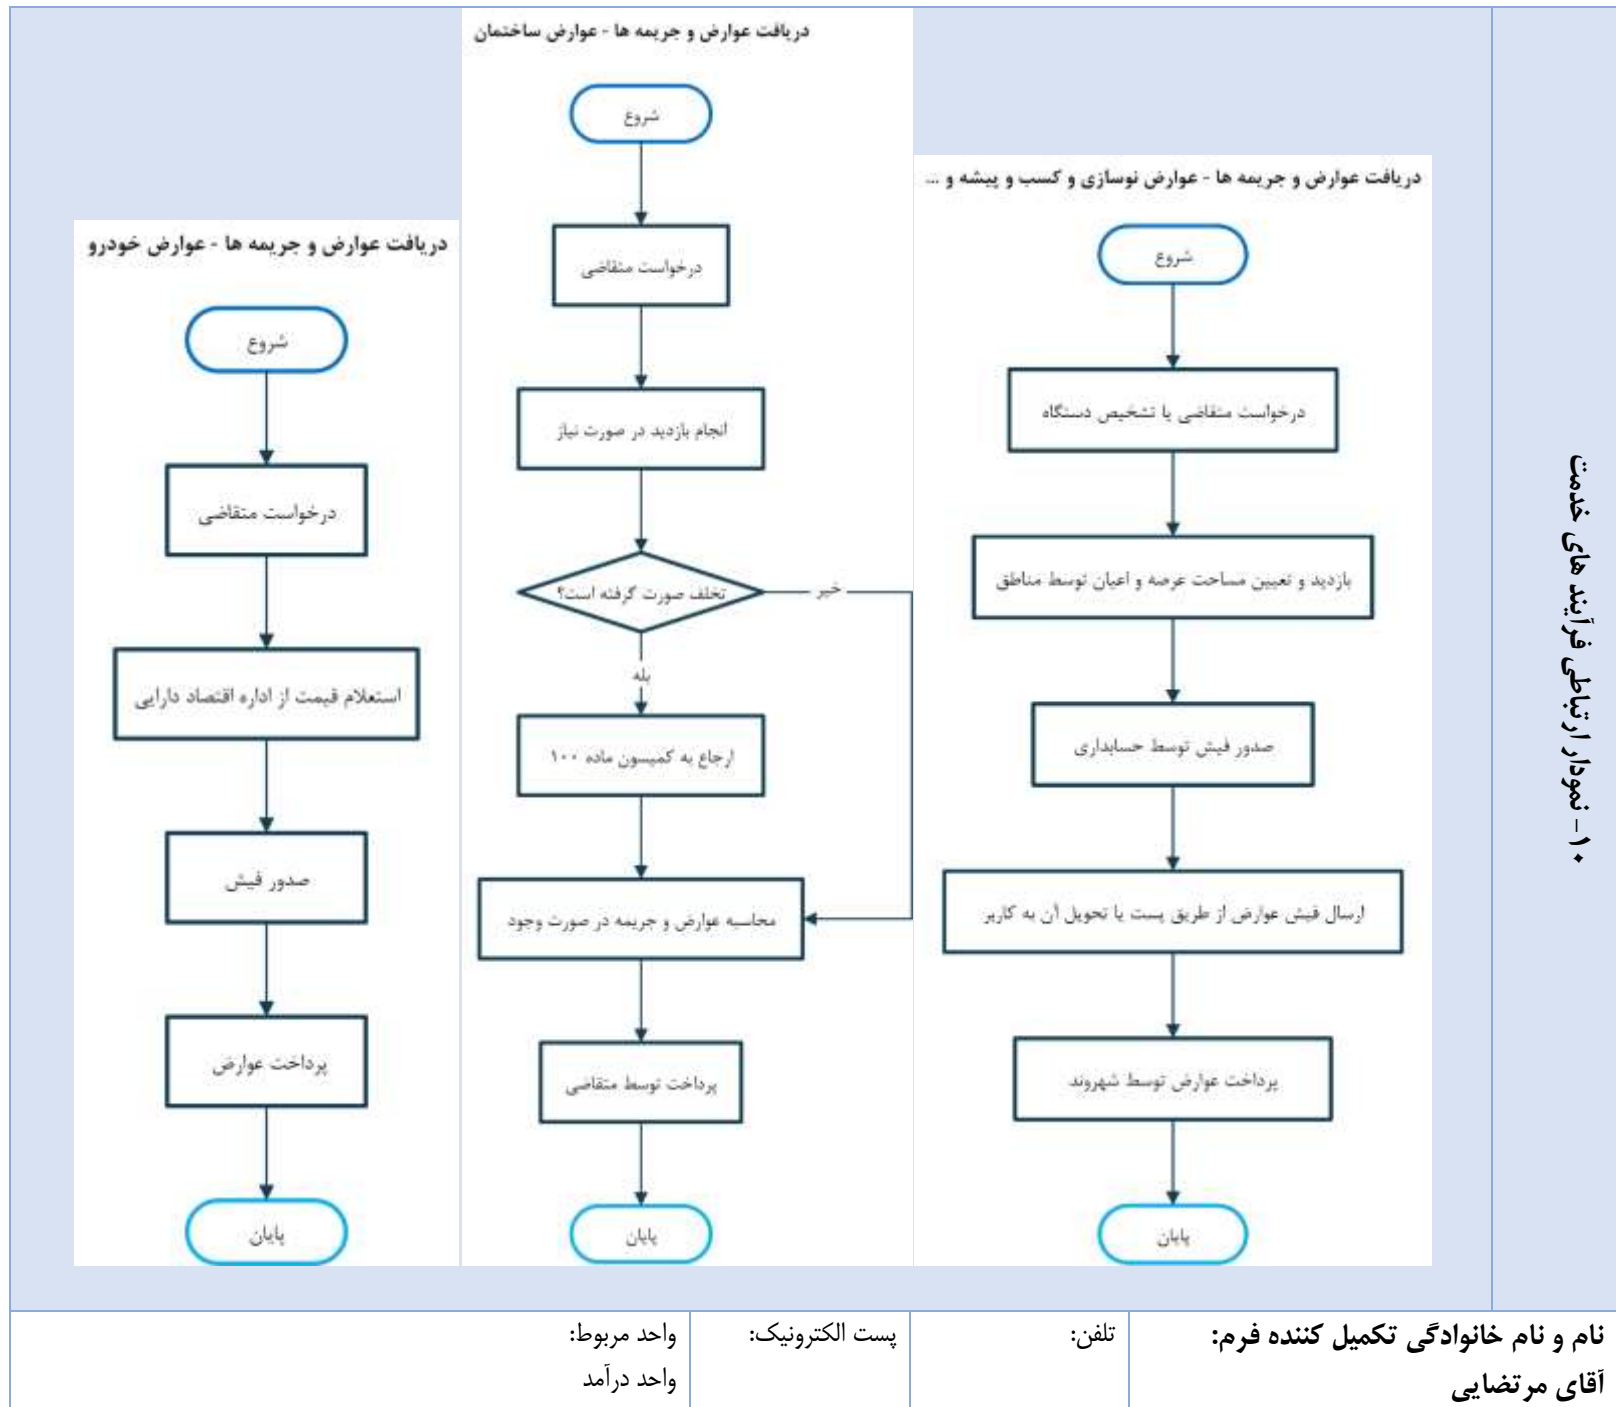 ۱۰- نمودار ارتباطی فرآیند های خدمت
دریافت عوارض و جریمه ها - عوارض نوسازی و کسب و پیشه و ...
شروع
درخواست متقاضی یا تشخیص دستگاه
بازدید و تعیین مساحت عرصه و اعیان توسط مناطق
صدور فیش توسط حسابداری
ارسال فیش عوارض از طریق پست یا تحویل آن به کاربر
پرداخت عوارض توسط شهروند
پایان
دریافت عوارض و جریمه ها - عوارض ساختمان
شروع
درخواست متقاضی
انجام بازدید در صورت نیاز
تخلف صورت گرفته است؟
خیر
بله
ارجاع به کمیسون ماده ۱۰۰
محاسبه عوارض و جریمه در صورت وجود
پرداخت توسط متقاضی
پایان
دریافت عوارض و جریمه ها - عوارض خودرو
شروع
درخواست متقاضی
استعلام قیمت از اداره اقتصاد دارایی
صدور فیش
پرداخت عوارض
پایان
نام و نام خانوادگی تکمیل کننده فرم:
آقای مرتضایی
تلفن:
پست الکترونیک:
واحد مربوط:
واحد درآمد